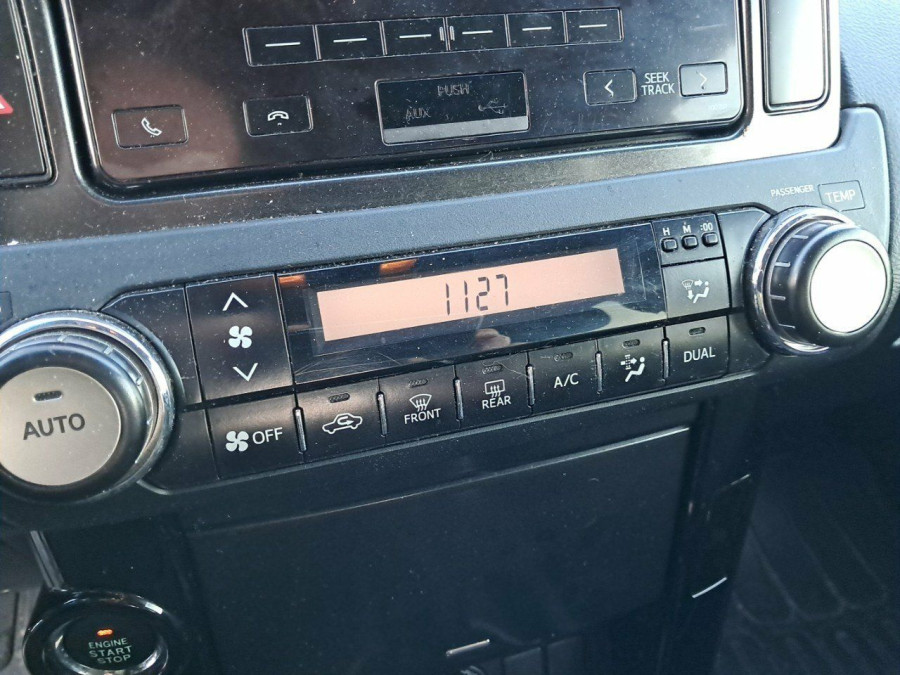 PUSH
AUX
SEEK
TRACK
PASSENGER
TEMP
H M :00
1127
AUTO
OFF
FRONT
REAR
A/C
DUAL
ENGINE
START
STOP